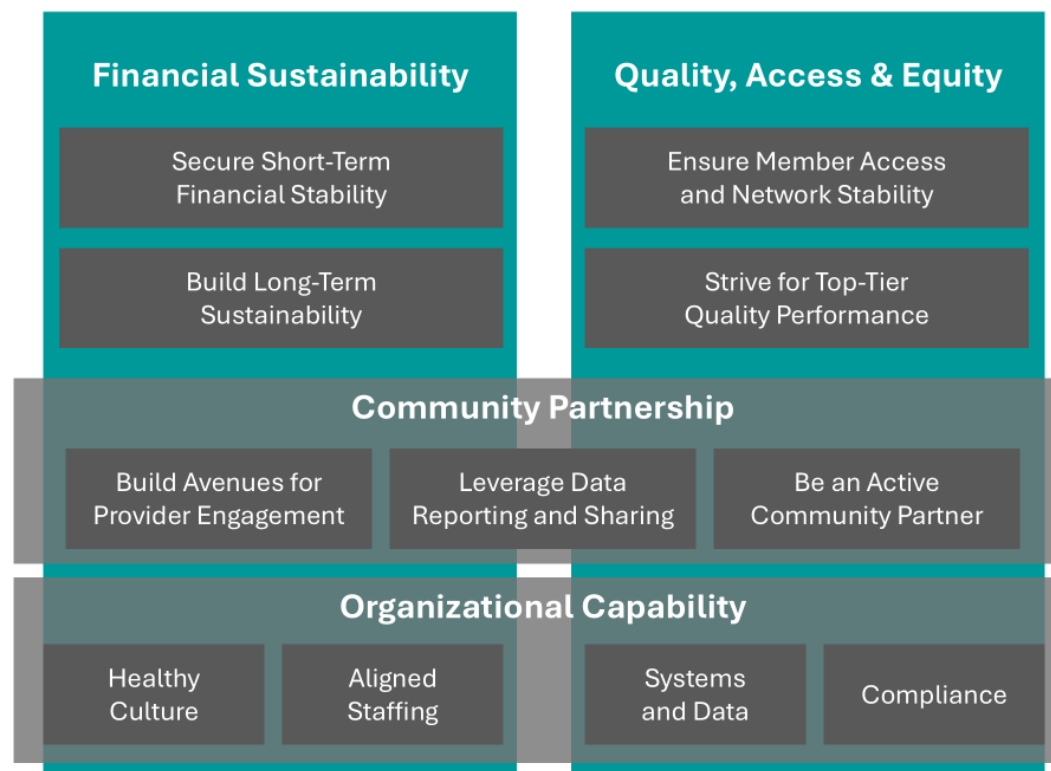 Financial Sustainability
Secure Short-Term
Financial Stability
Build Long-Term
Sustainability
Quality, Access & Equity
Ensure Member Access
and Network Stability
Strive for Top-Tier
Quality Performance
Community Partnership
Build Avenues for
Provider Engagement
Leverage Data
Reporting and Sharing
Be an Active
Community Partner
Organizational Capability
Healthy
Culture
Aligned
Staffing
Systems
and Data
Compliance